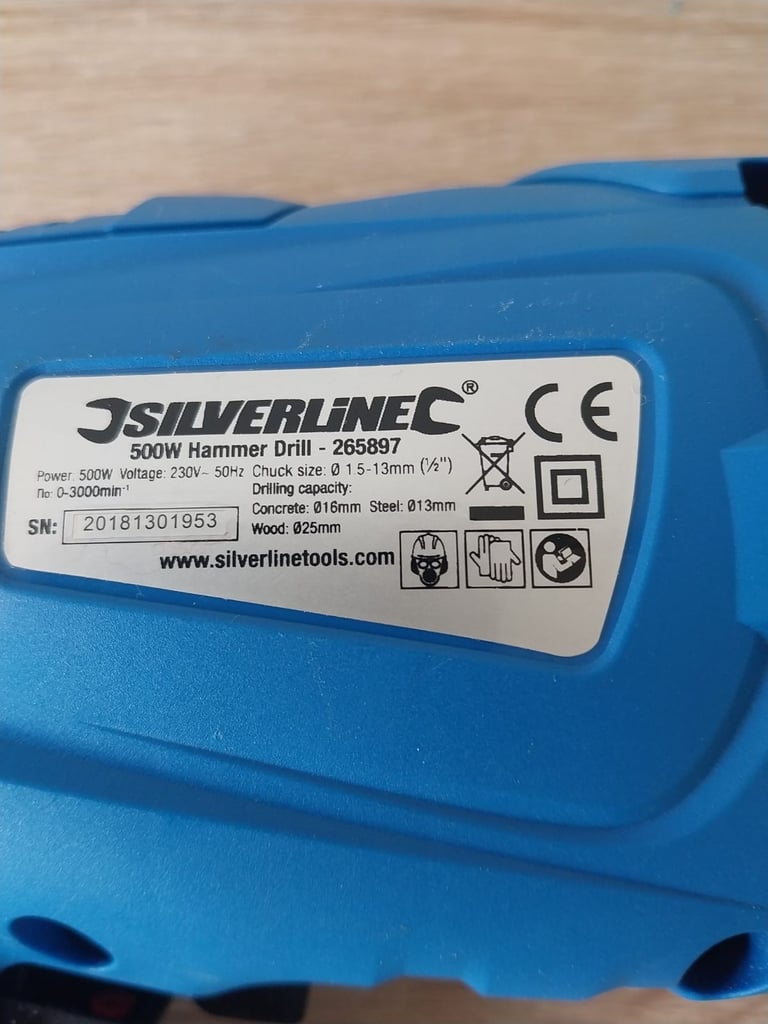 SILVERLINE®
500W Hammer Drill - 265897
Power: 500W Voltage: 230V~ 50Hz Chuck size: Ø 1.5-13mm (½")
no: 0-3000min⁻¹ Drilling capacity:
Concrete: Ø16mm Steel: Ø13mm
SN: 20181301953 Wood: Ø25mm
www.silverlinetools.com
CE